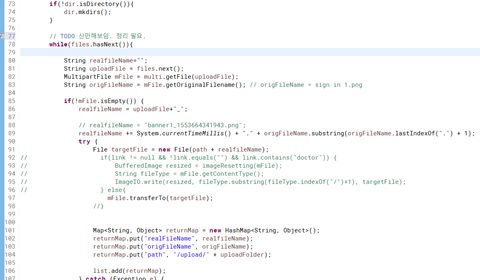 73 if(!dir.isDirectory()){
74 dir.mkdirs();
75 }
76
77 // TODO 산만해보임. 정리 필요.
78 while(files.hasNext()){
79
80 String realfileName="";
81 String uploadFile = files.next();
82 MultipartFile mFile = multi.getFile(uploadFile);
83 String origfileName = mFile.getOriginalFilename(); // origFileName = sign in 1.png
84
85 if(!mFile.isEmpty()) {
86 realfileName = uploadFile+"_";
87
88 // realfileName = "banner1_1553664341943.png";
89 realfileName += System.currentTimeMillis() + "." + origfileName.substring(origfileName.lastIndexOf(".") + 1);
90 try {
91 File targetFile = new File(path + realfileName);
92 // if(link != null && !link.equals("") && link.contains("doctor")) {
93 // BufferedImage resized = imageResetting(mFile);
94 // String fileType = mFile.getContentType();
95 // ImageIO.write(resized, fileType.substring(fileType.indexOf("/")+1), targetFile);
96 // } else{
97 mFile.transferTo(targetFile);
98 //}
99
100
101 Map<String, Object> returnMap = new HashMap<String, Object>();
102 returnMap.put("realFileName", realfileName);
103 returnMap.put("origFileName", origfileName);
104 returnMap.put("path", "/upload/" + uploadFolder);
105
106 list.add(returnMap);
} catch (Exception e) {